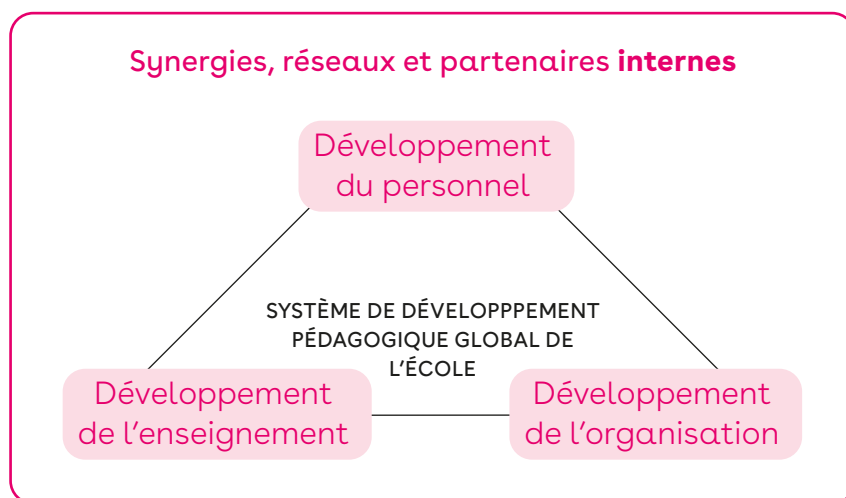 Synergies, réseaux et partenaires internes
Développement
du personnel
SYSTÈME DE DÉVELOPPPEMENT
PÉDAGOGIQUE GLOBAL DE
L'ÉCOLE
Développement
de l'enseignement
Développement
de l'organisation